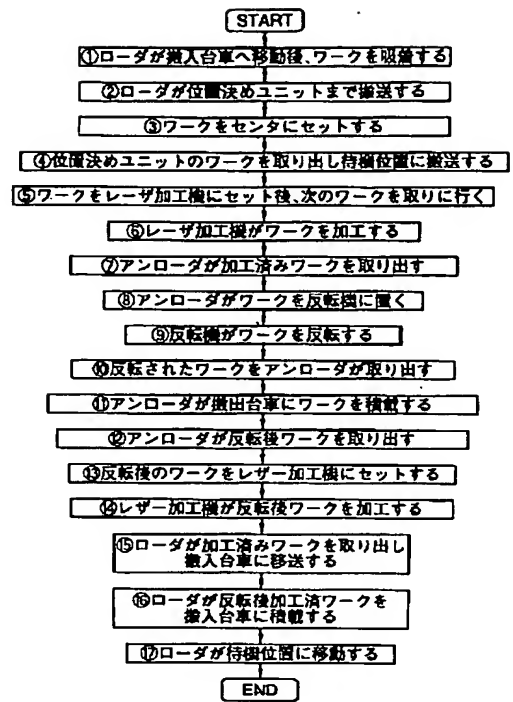 START
①ローダが搬入台車へ移動後、ワークを吸着する
②ローダが位置決めユニットまで搬送する
③ワークをセンタにセットする
④位置決めユニットのワークを取り出し待機位置に搬送する
⑤ワークをレーザ加工機にセット後、次のワークを取りに行く
⑥レーザ加工機がワークを加工する
⑦アンローダが加工済みワークを取り出す
⑧アンローダがワークを反転機に置く
⑨反転機がワークを反転する
⑩反転されたワークをアンローダが取り出す
⑪アンローダが搬出台車にワークを積載する
⑫アンローダが反転後ワークを取り出す
⑬反転後のワークをレザー加工機にセットする
⑭レザー加工機が反転後ワークを加工する
⑮ローダが加工済みワークを取り出し
搬入台車に移送する
⑯ローダが反転後加工済ワークを
搬入台車に積載する
⑰ローダが待機位置に移動する
END